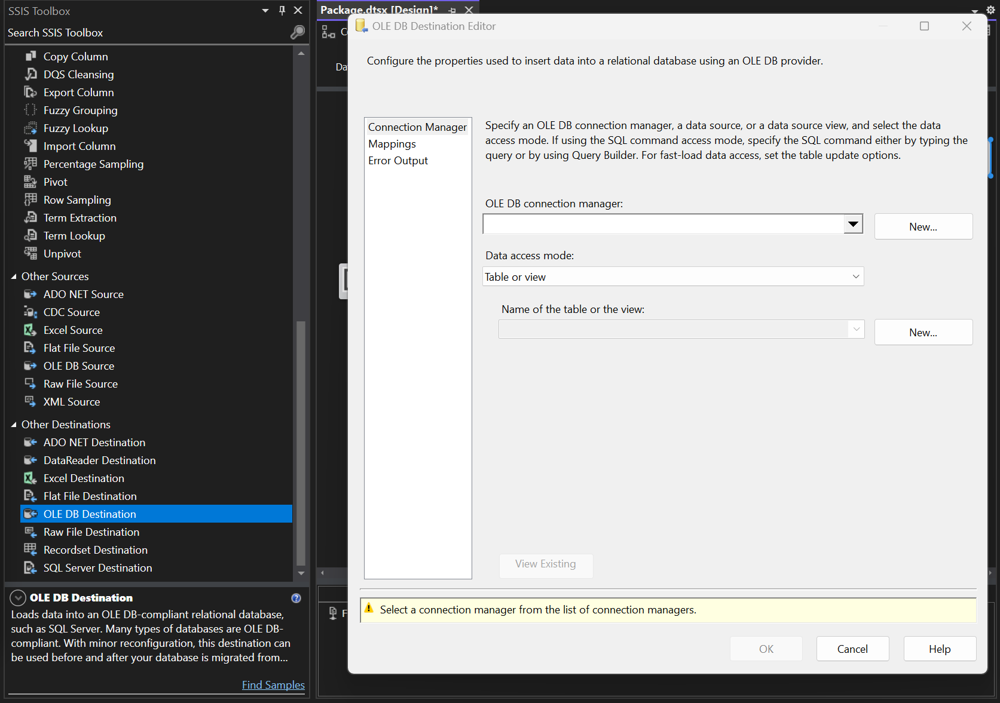 SSIS Toolbox
Search SSIS Toolbox
Copy Column
DQS Cleansing
Export Column
Fuzzy Grouping
Fuzzy Lookup
Import Column
Percentage Sampling
Pivot
Row Sampling
Term Extraction
Term Lookup
Unpivot
Other Sources
ADO NET Source
CDC Source
Excel Source
Flat File Source
OLE DB Source
Raw File Source
XML Source
Other Destinations
ADO NET Destination
DataReader Destination
Excel Destination
Flat File Destination
OLE DB Destination
Raw File Destination
Recordset Destination
SQL Server Destination
OLE DB Destination
Loads data into an OLE DB-compliant relational database,
such as SQL Server. Many types of databases are OLE DB-
compliant. With minor reconfiguration, this destination can
be used before and after your database is migrated from...
Find Samples
Package.dtsx [Design]*
OLE DB Destination Editor
Configure the properties used to insert data into a relational database using an OLE DB provider.
Connection Manager
Mappings
Error Output
Specify an OLE DB connection manager, a data source, or a data source view, and select the data
access mode. If using the SQL command access mode, specify the SQL command either by typing the
query or by using Query Builder. For fast-load data access, set the table update options.
OLE DB connection manager:
New...
Data access mode:
Table or view
Name of the table or the view:
New...
View Existing
Select a connection manager from the list of connection managers.
OK
Cancel
Help